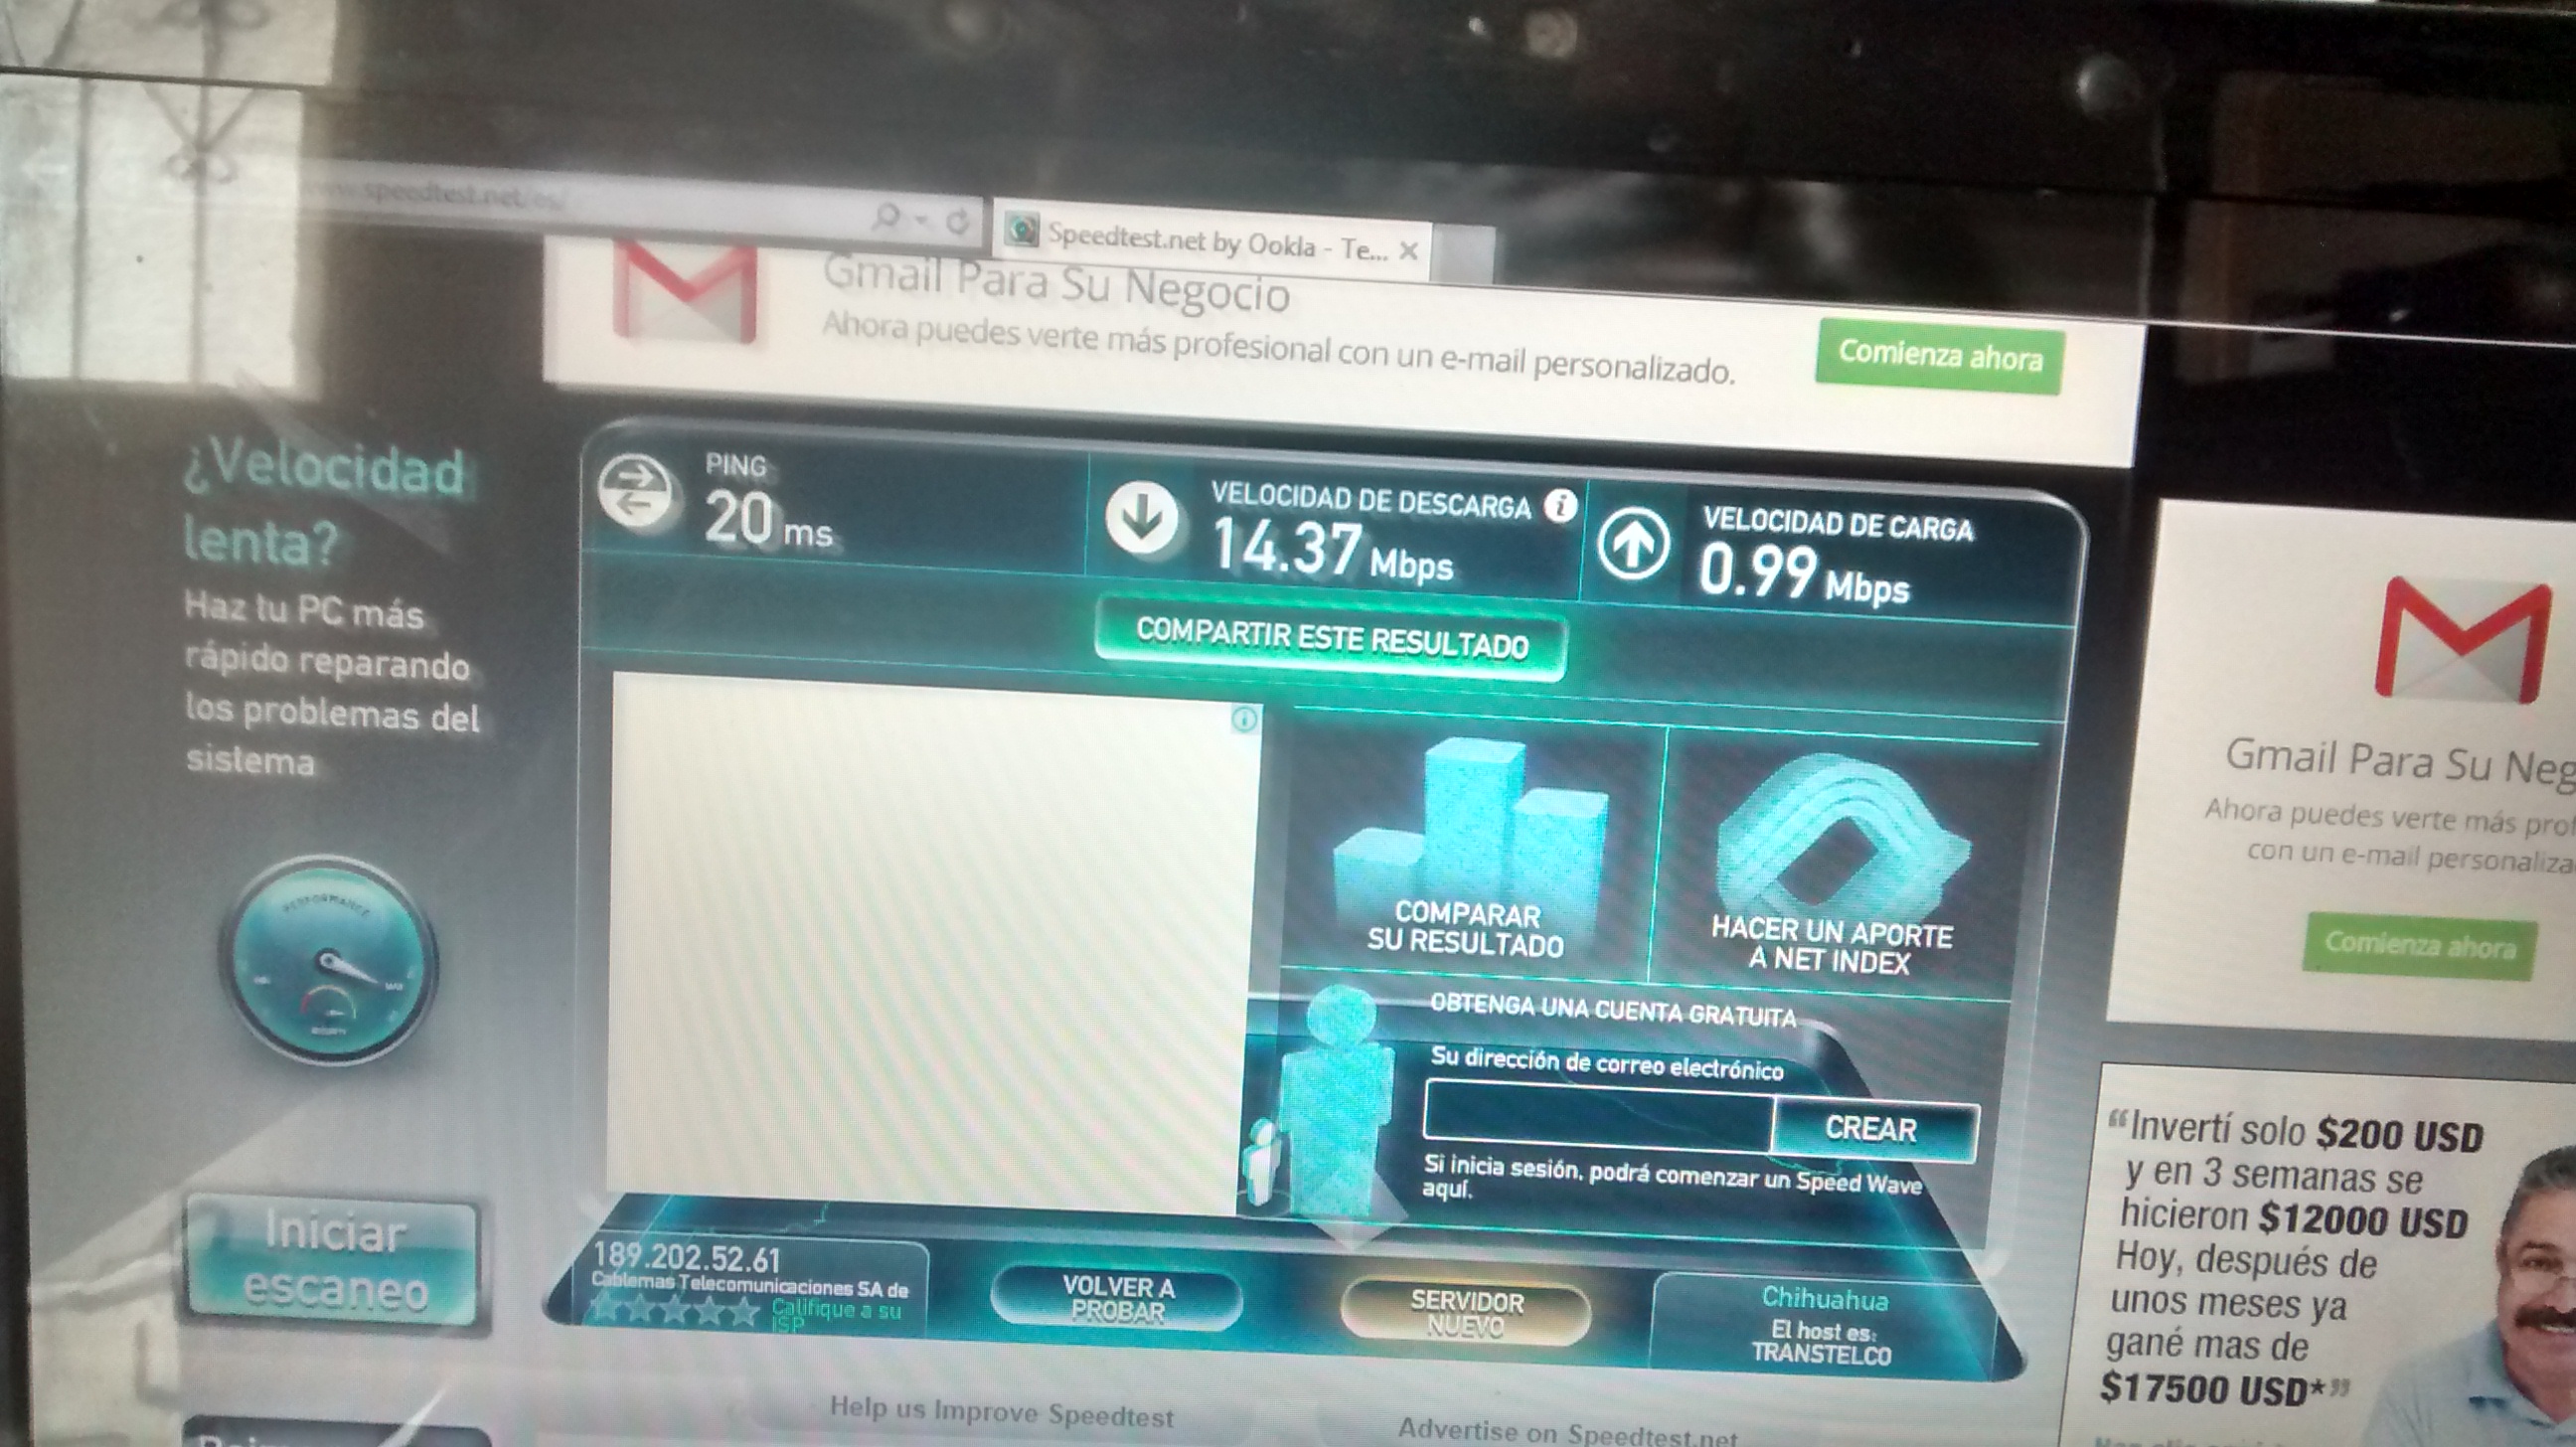 www.speedtest.net/es/
Speedtest.net by Ookla - Te...
Gmail Para Su Negocio
Ahora puedes verte más profesional con un e-mail personalizado.
Comienza ahora
¿Velocidad
lenta?
Haz tu PC más
rápido reparando
los problemas del
sistema
PERFORMANCE
Iniciar
escaneo
PING
20 ms
VELOCIDAD DE DESCARGA
14.37 Mbps
VELOCIDAD DE CARGA
0.99 Mbps
COMPARTIR ESTE RESULTADO
COMPARAR
SU RESULTADO
HACER UN APORTE
A NET INDEX
OBTENGA UNA CUENTA GRATUITA
Su dirección de correo electrónico
CREAR
Si inicia sesión, podrá comenzar un Speed Wave
aquí.
189.202.52.61
Cablemas Telecomunicaciones SA de
Califique a su
ISP
VOLVER A
PROBAR
SERVIDOR
NUEVO
Chihuahua
El host es:
TRANSTELCO
Help us Improve Speedtest
Advertise on Speedtest.net
Gmail Para Su Neg
Ahora puedes verte más prof
con un e-mail personaliza
Comienza ahora
“Invertí solo $200 USD
y en 3 semanas se
hicieron $12000 USD
Hoy, después de
unos meses ya
gané mas de
$17500 USD*”